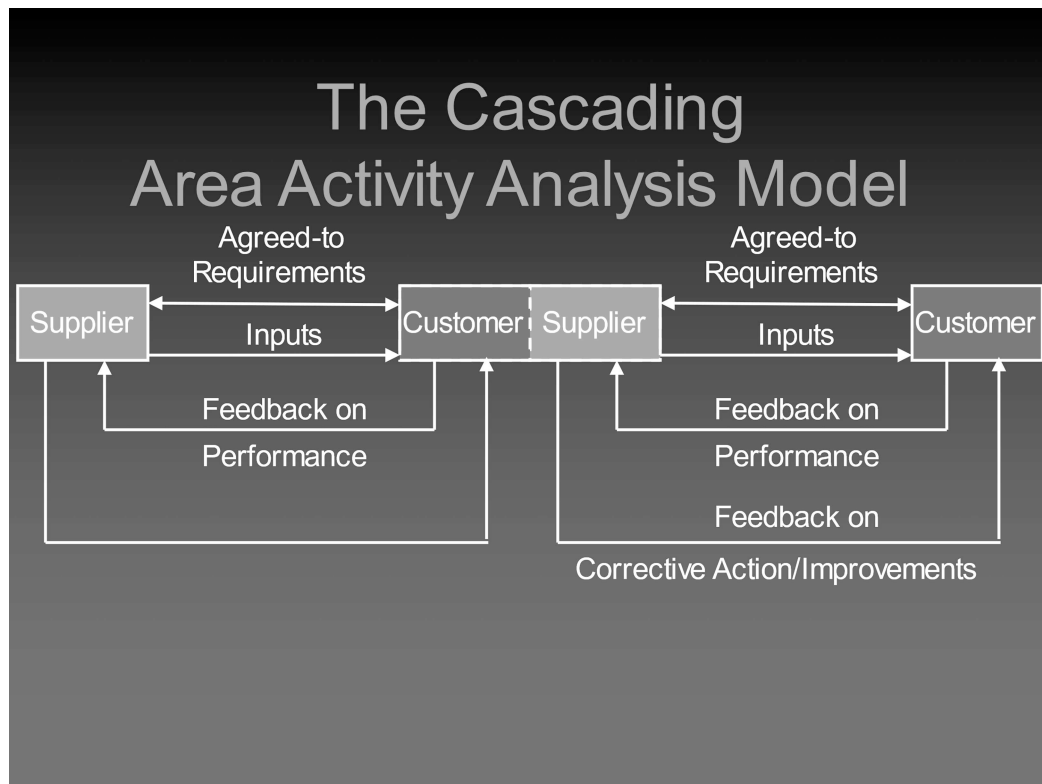 The Cascading
Area Activity Analysis Model
Agreed-to
Requirements
Agreed-to
Requirements
Supplier
Inputs
Customer
Supplier
Inputs
Customer
Feedback on
Performance
Feedback on
Performance
Feedback on
Corrective Action/Improvements